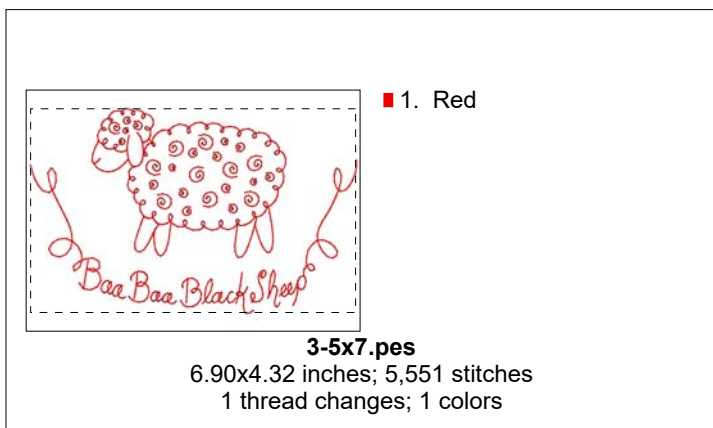 1. Red
Baa Baa Black Sheep
3-5x7.pes
6.90x4.32 inches; 5,551 stitches
1 thread changes; 1 colors